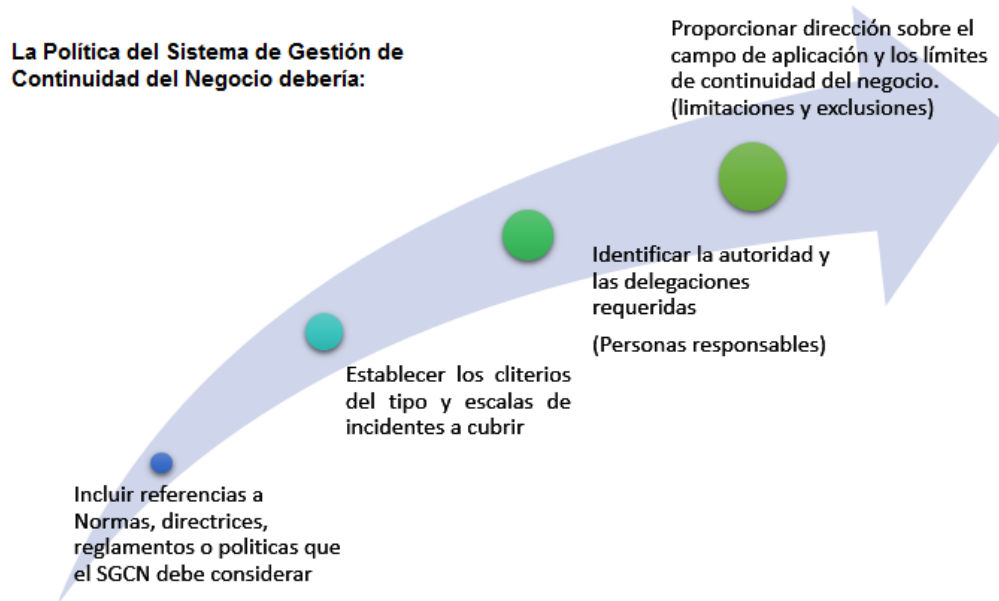 La Política del Sistema de Gestión de
Continuidad del Negocio debería:
Proporcionar dirección sobre el
campo de aplicación y los límites
de continuidad del negocio.
(limitaciones y exclusiones)
Identificar la autoridad y
las delegaciones
requeridas
(Personas responsables)
Establecer los cliterios
del tipo y escalas de
incidentes a cubrir
Incluir referencias a
Normas, directrices,
reglamentos o politicas que
el SGCN debe considerar